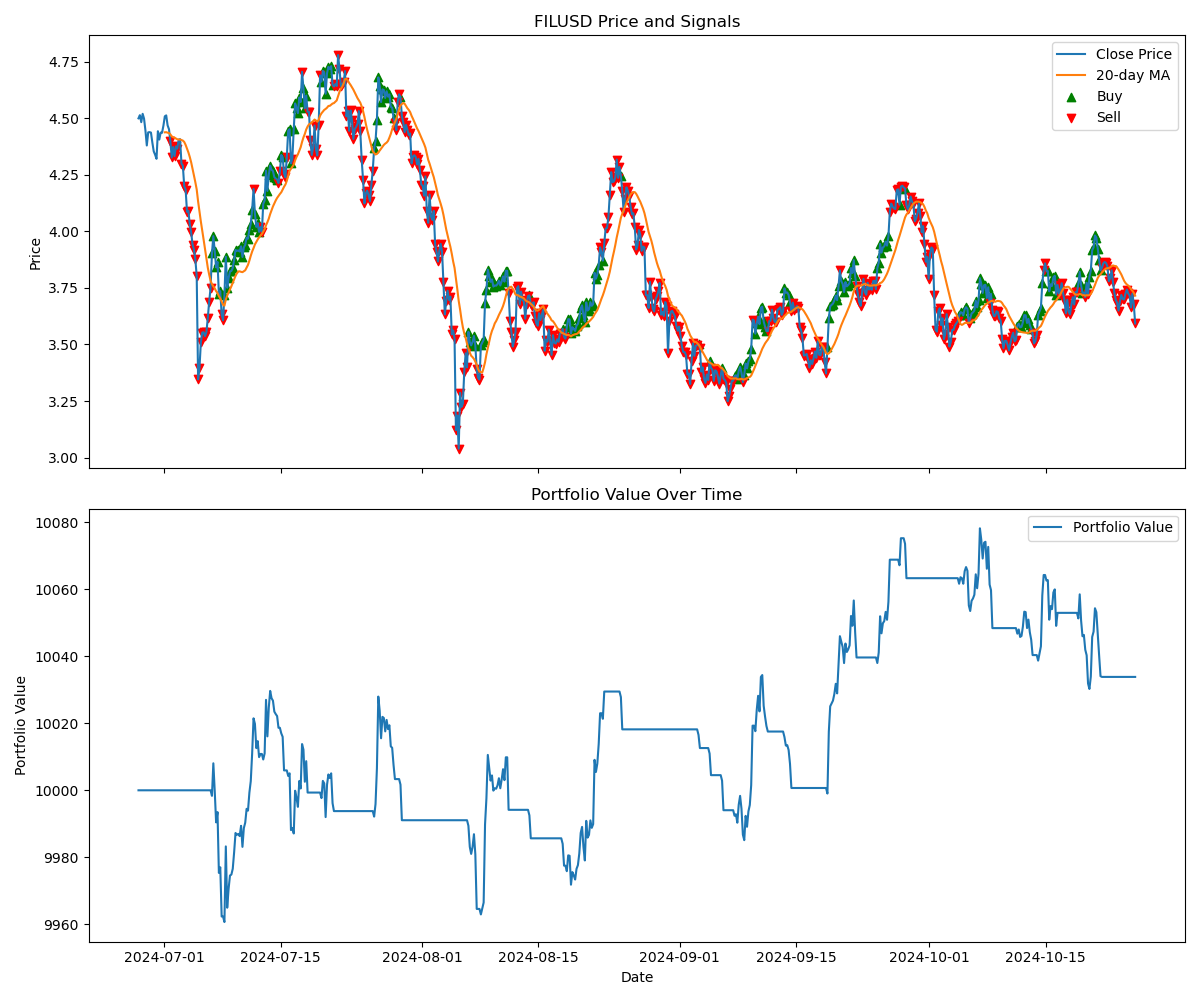 FILUSD Price and Signals
Price
4.75
4.50
4.25
4.00
3.75
3.50
3.25
3.00
Close Price
20-day MA
Buy
Sell
Portfolio Value Over Time
Portfolio Value
10080
10060
10040
10020
10000
9980
9960
Portfolio Value
2024-07-01 2024-07-15 2024-08-01 2024-08-15 2024-09-01 2024-09-15 2024-10-01 2024-10-15
Date